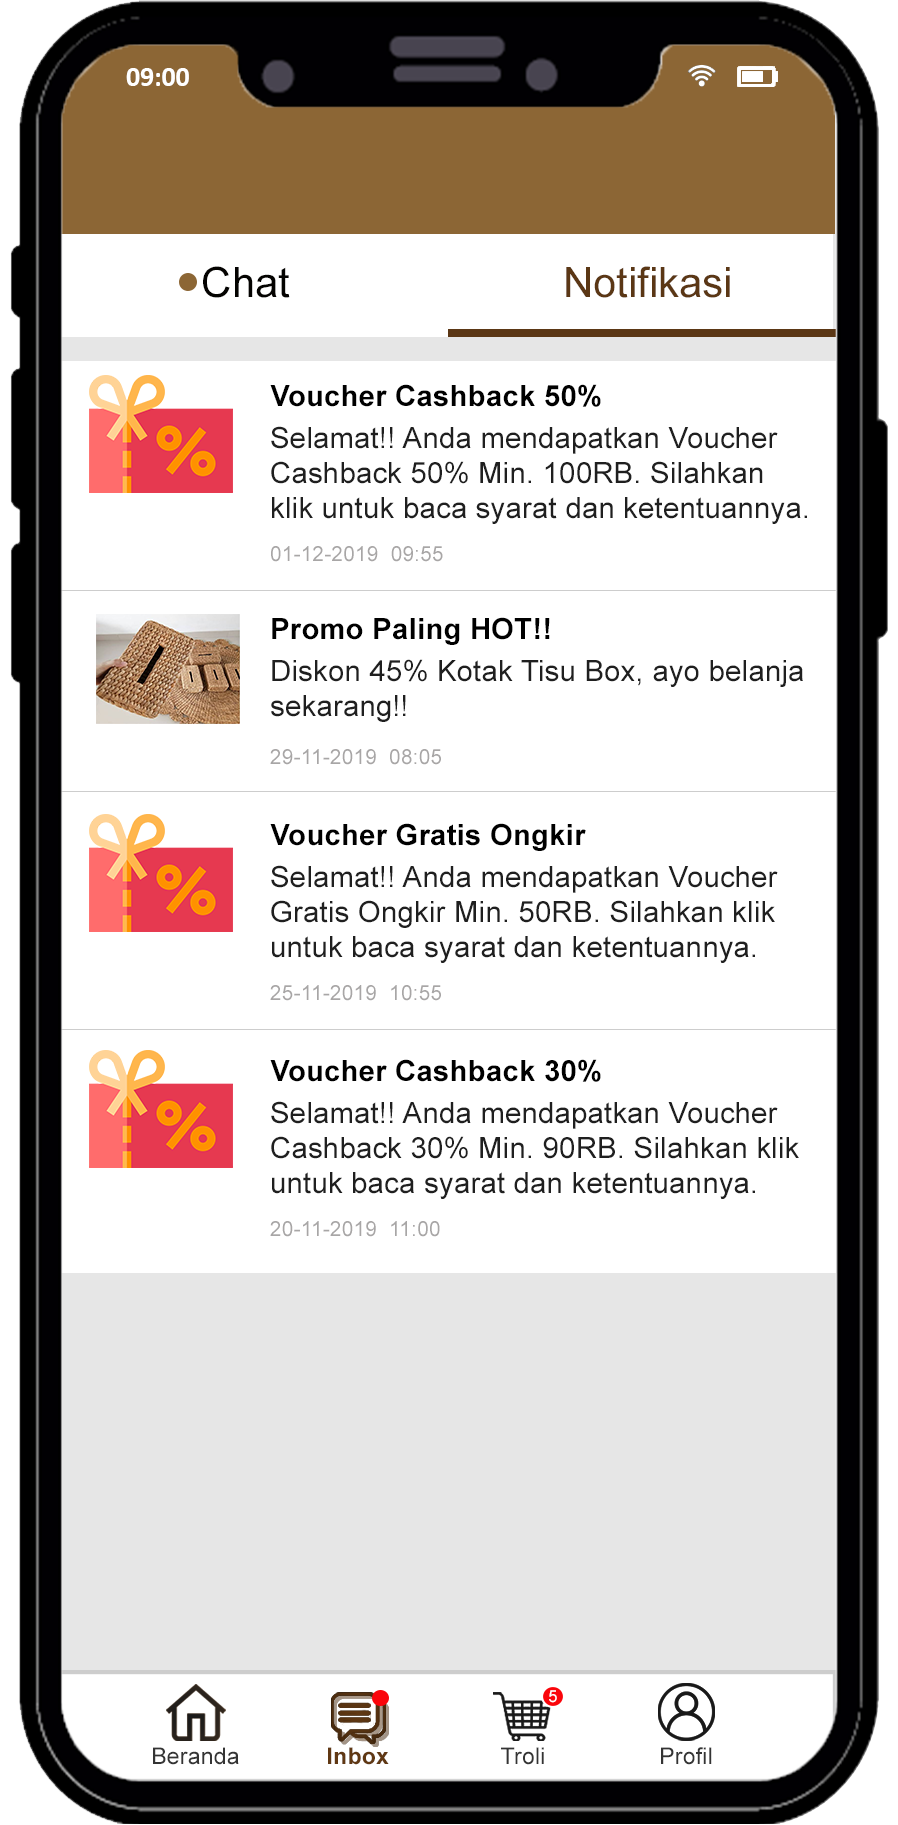 09:00
Chat
Notifikasi
Voucher Cashback 50%
Selamat!! Anda mendapatkan Voucher
Cashback 50% Min. 100RB. Silahkan
klik untuk baca syarat dan ketentuannya.
01-12-2019 09:55
Promo Paling HOT!!
Diskon 45% Kotak Tisu Box, ayo belanja
sekarang!!
29-11-2019 08:05
%
Voucher Gratis Ongkir
Selamat!! Anda mendapatkan Voucher
Gratis Ongkir Min. 50RB. Silahkan klik
untuk baca syarat dan ketentuannya.
25-11-2019 10:55
%
Voucher Cashback 30%
Selamat!! Anda mendapatkan Voucher
Cashback 30% Min. 90RB. Silahkan klik
untuk baca syarat dan ketentuannya.
20-11-2019 11:00
%
5
Beranda
Inbox
Troli
Profil